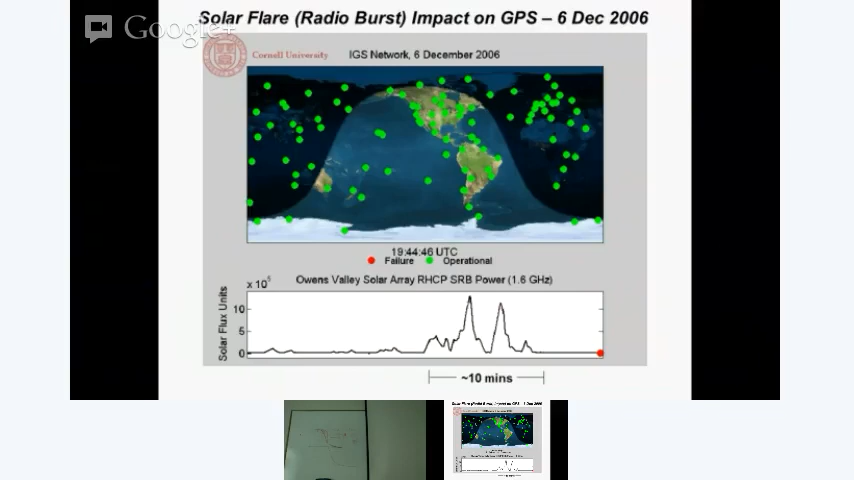 Solar Flare (Radio Burst) Impact on GPS – 6 Dec 2006
Google+
Cornell University
IGS Network, 6 December 2006
19:44:46 UTC
Failure Operational
Owens Valley Solar Array RHCP SRB Power (1.6 GHz)
x 10⁵
Solar Flux Units
10
5
0
~10 mins